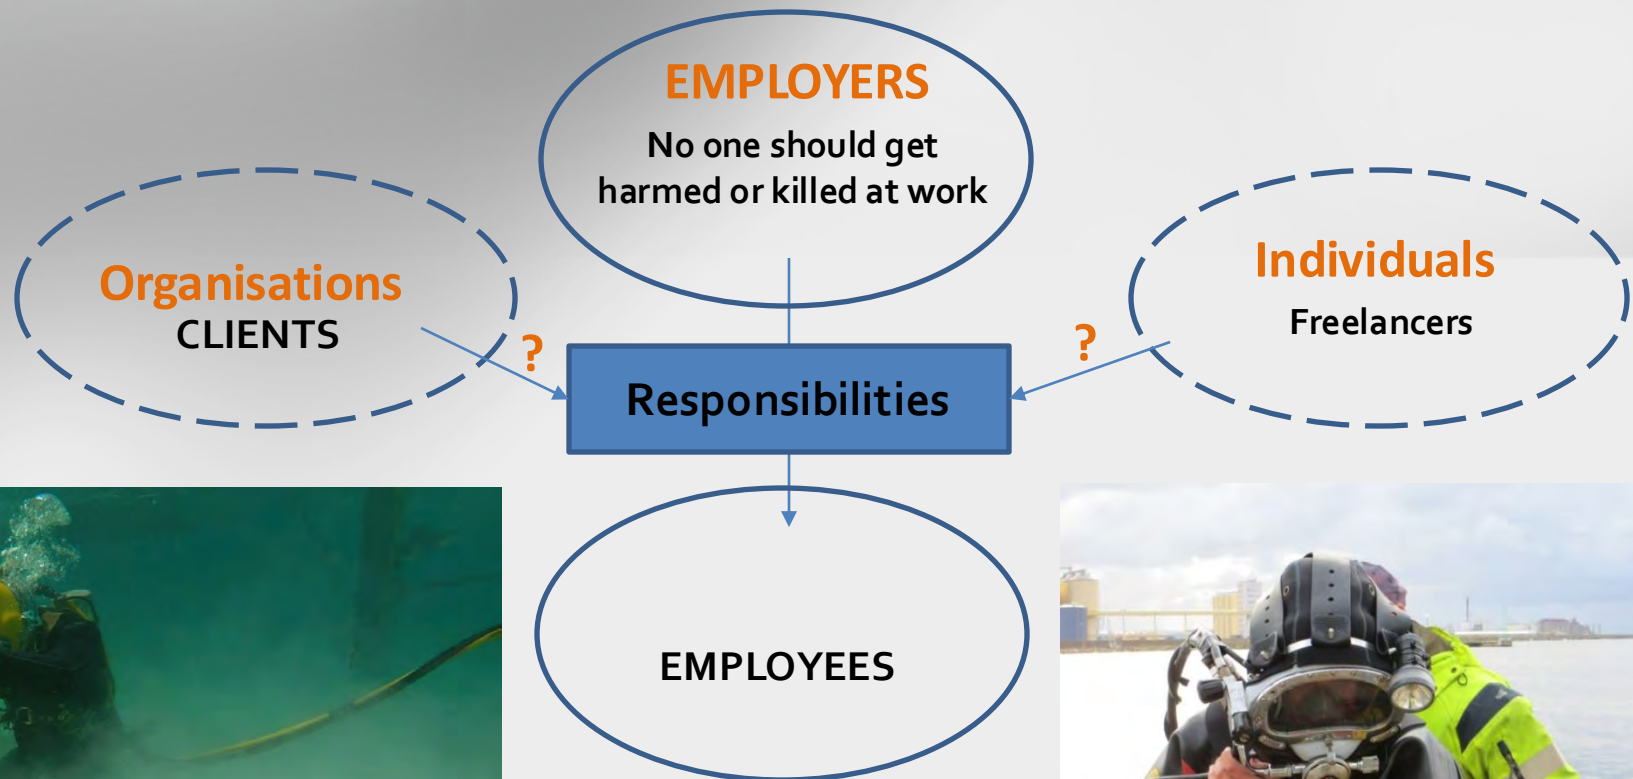 EMPLOYERS
No one should get
harmed or killed at work
Organisations
CLIENTS
Individuals
Freelancers
?
?
Responsibilities
EMPLOYEES